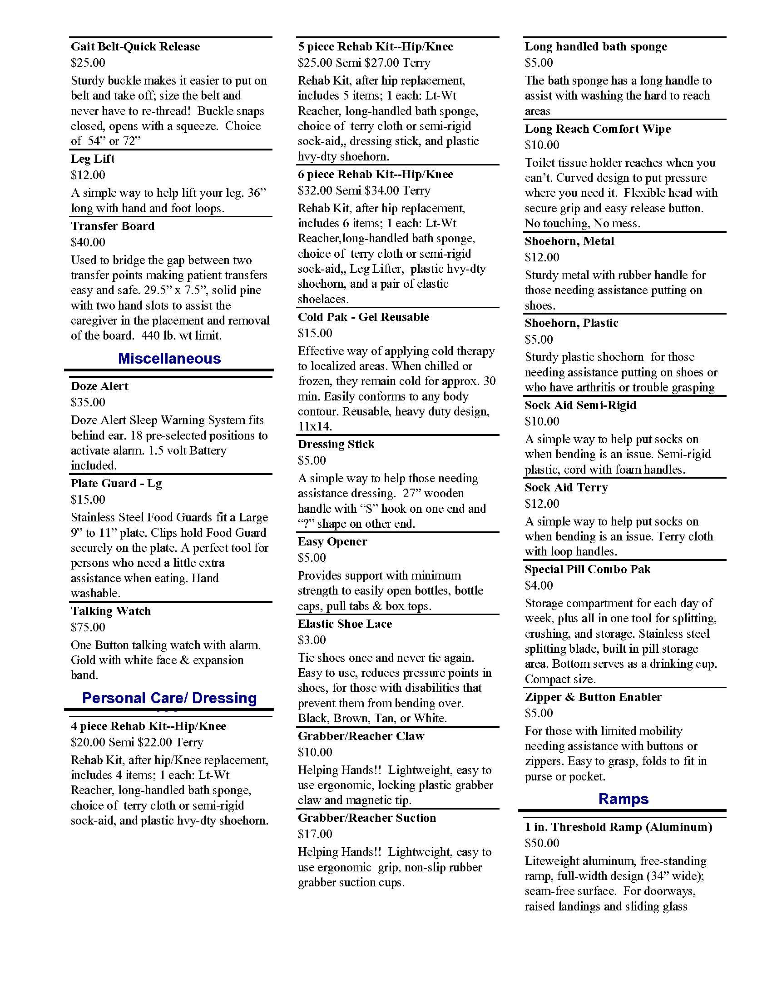 Gait Belt-Quick Release
$25.00
Sturdy buckle makes it easier to put on
belt and take off; size the belt and
never have to re-thread!  Buckle snaps
closed, opens with a squeeze.  Choice
of  54” or 72”
Leg Lift
$12.00
A simple way to help lift your leg. 36”
long with hand and foot loops.
Transfer Board
$40.00
Used to bridge the gap between two
transfer points making patient transfers
easy and safe. 29.5” x 7.5”, solid pine
with two hand slots to assist the
caregiver in the placement and removal
of the board.  440 lb. wt limit.
Miscellaneous
Doze Alert
$35.00
Doze Alert Sleep Warning System fits
behind ear. 18 pre-selected positions to
activate alarm. 1.5 volt Battery
included.
Plate Guard - Lg
$15.00
Stainless Steel Food Guards fit a Large
9” to 11” plate. Clips hold Food Guard
securely on the plate. A perfect tool for
persons who need a little extra
assistance when eating. Hand
washable.
Talking Watch
$75.00
One Button talking watch with alarm.
Gold with white face & expansion
band.
Personal Care/ Dressing
4 piece Rehab Kit--Hip/Knee
$20.00 Semi $22.00 Terry
Rehab Kit, after hip/Knee replacement,
includes 4 items; 1 each: Lt-Wt
Reacher, long-handled bath sponge,
choice of  terry cloth or semi-rigid
sock-aid, and plastic hvy-dty shoehorn.
5 piece Rehab Kit--Hip/Knee
$25.00 Semi $27.00 Terry
Rehab Kit, after hip replacement,
includes 5 items; 1 each: Lt-Wt
Reacher, long-handled bath sponge,
choice of  terry cloth or semi-rigid
sock-aid,, dressing stick, and plastic
hvy-dty shoehorn.
6 piece Rehab Kit--Hip/Knee
$32.00 Semi $34.00 Terry
Rehab Kit, after hip replacement,
includes 6 items; 1 each: Lt-Wt
Reacher,long-handled bath sponge,
choice of  terry cloth or semi-rigid
sock-aid,, Leg Lifter,  plastic hvy-dty
shoehorn, and a pair of elastic
shoelaces.
Cold Pak - Gel Reusable
$15.00
Effective way of applying cold therapy
to localized areas. When chilled or
frozen, they remain cold for approx. 30
min. Easily conforms to any body
contour. Reusable, heavy duty design,
11x14.
Dressing Stick
$5.00
A simple way to help those needing
assistance dressing.  27” wooden
handle with “S” hook on one end and
“?” shape on other end.
Easy Opener
$5.00
Provides support with minimum
strength to easily open bottles, bottle
caps, pull tabs & box tops.
Elastic Shoe Lace
$3.00
Tie shoes once and never tie again.
Easy to use, reduces pressure points in
shoes, for those with disabilities that
prevent them from bending over.
Black, Brown, Tan, or White.
Grabber/Reacher Claw
$10.00
Helping Hands!!  Lightweight, easy to
use ergonomic, locking plastic grabber
claw and magnetic tip.
Grabber/Reacher Suction
$17.00
Helping Hands!!  Lightweight, easy to
use ergonomic  grip, non-slip rubber
grabber suction cups.
Long handled bath sponge
$5.00
The bath sponge has a long handle to
assist with washing the hard to reach
areas
Long Reach Comfort Wipe
$10.00
Toilet tissue holder reaches when you
can’t. Curved design to put pressure
where you need it.  Flexible head with
secure grip and easy release button.
No touching, No mess.
Shoehorn, Metal
$12.00
Sturdy metal with rubber handle for
those needing assistance putting on
shoes.
Shoehorn, Plastic
$5.00
Sturdy plastic shoehorn  for those
needing assistance putting on shoes or
who have arthritis or trouble grasping
Sock Aid Semi-Rigid
$10.00
A simple way to help put socks on
when bending is an issue. Semi-rigid
plastic, cord with foam handles.
Sock Aid Terry
$12.00
A simple way to help put socks on
when bending is an issue. Terry cloth
with loop handles.
Special Pill Combo Pak
$4.00
Storage compartment for each day of
week, plus all in one tool for splitting,
crushing, and storage. Stainless steel
splitting blade, built in pill storage
area. Bottom serves as a drinking cup.
Compact size.
Zipper & Button Enabler
$5.00
For those with limited mobility
needing assistance with buttons or
zippers. Easy to grasp, folds to fit in
purse or pocket.
Ramps
1 in. Threshold Ramp (Aluminum)
$50.00
Liteweight aluminum, free-standing
ramp, full-width design (34” wide);
seam-free surface.  For doorways,
raised landings and sliding glass